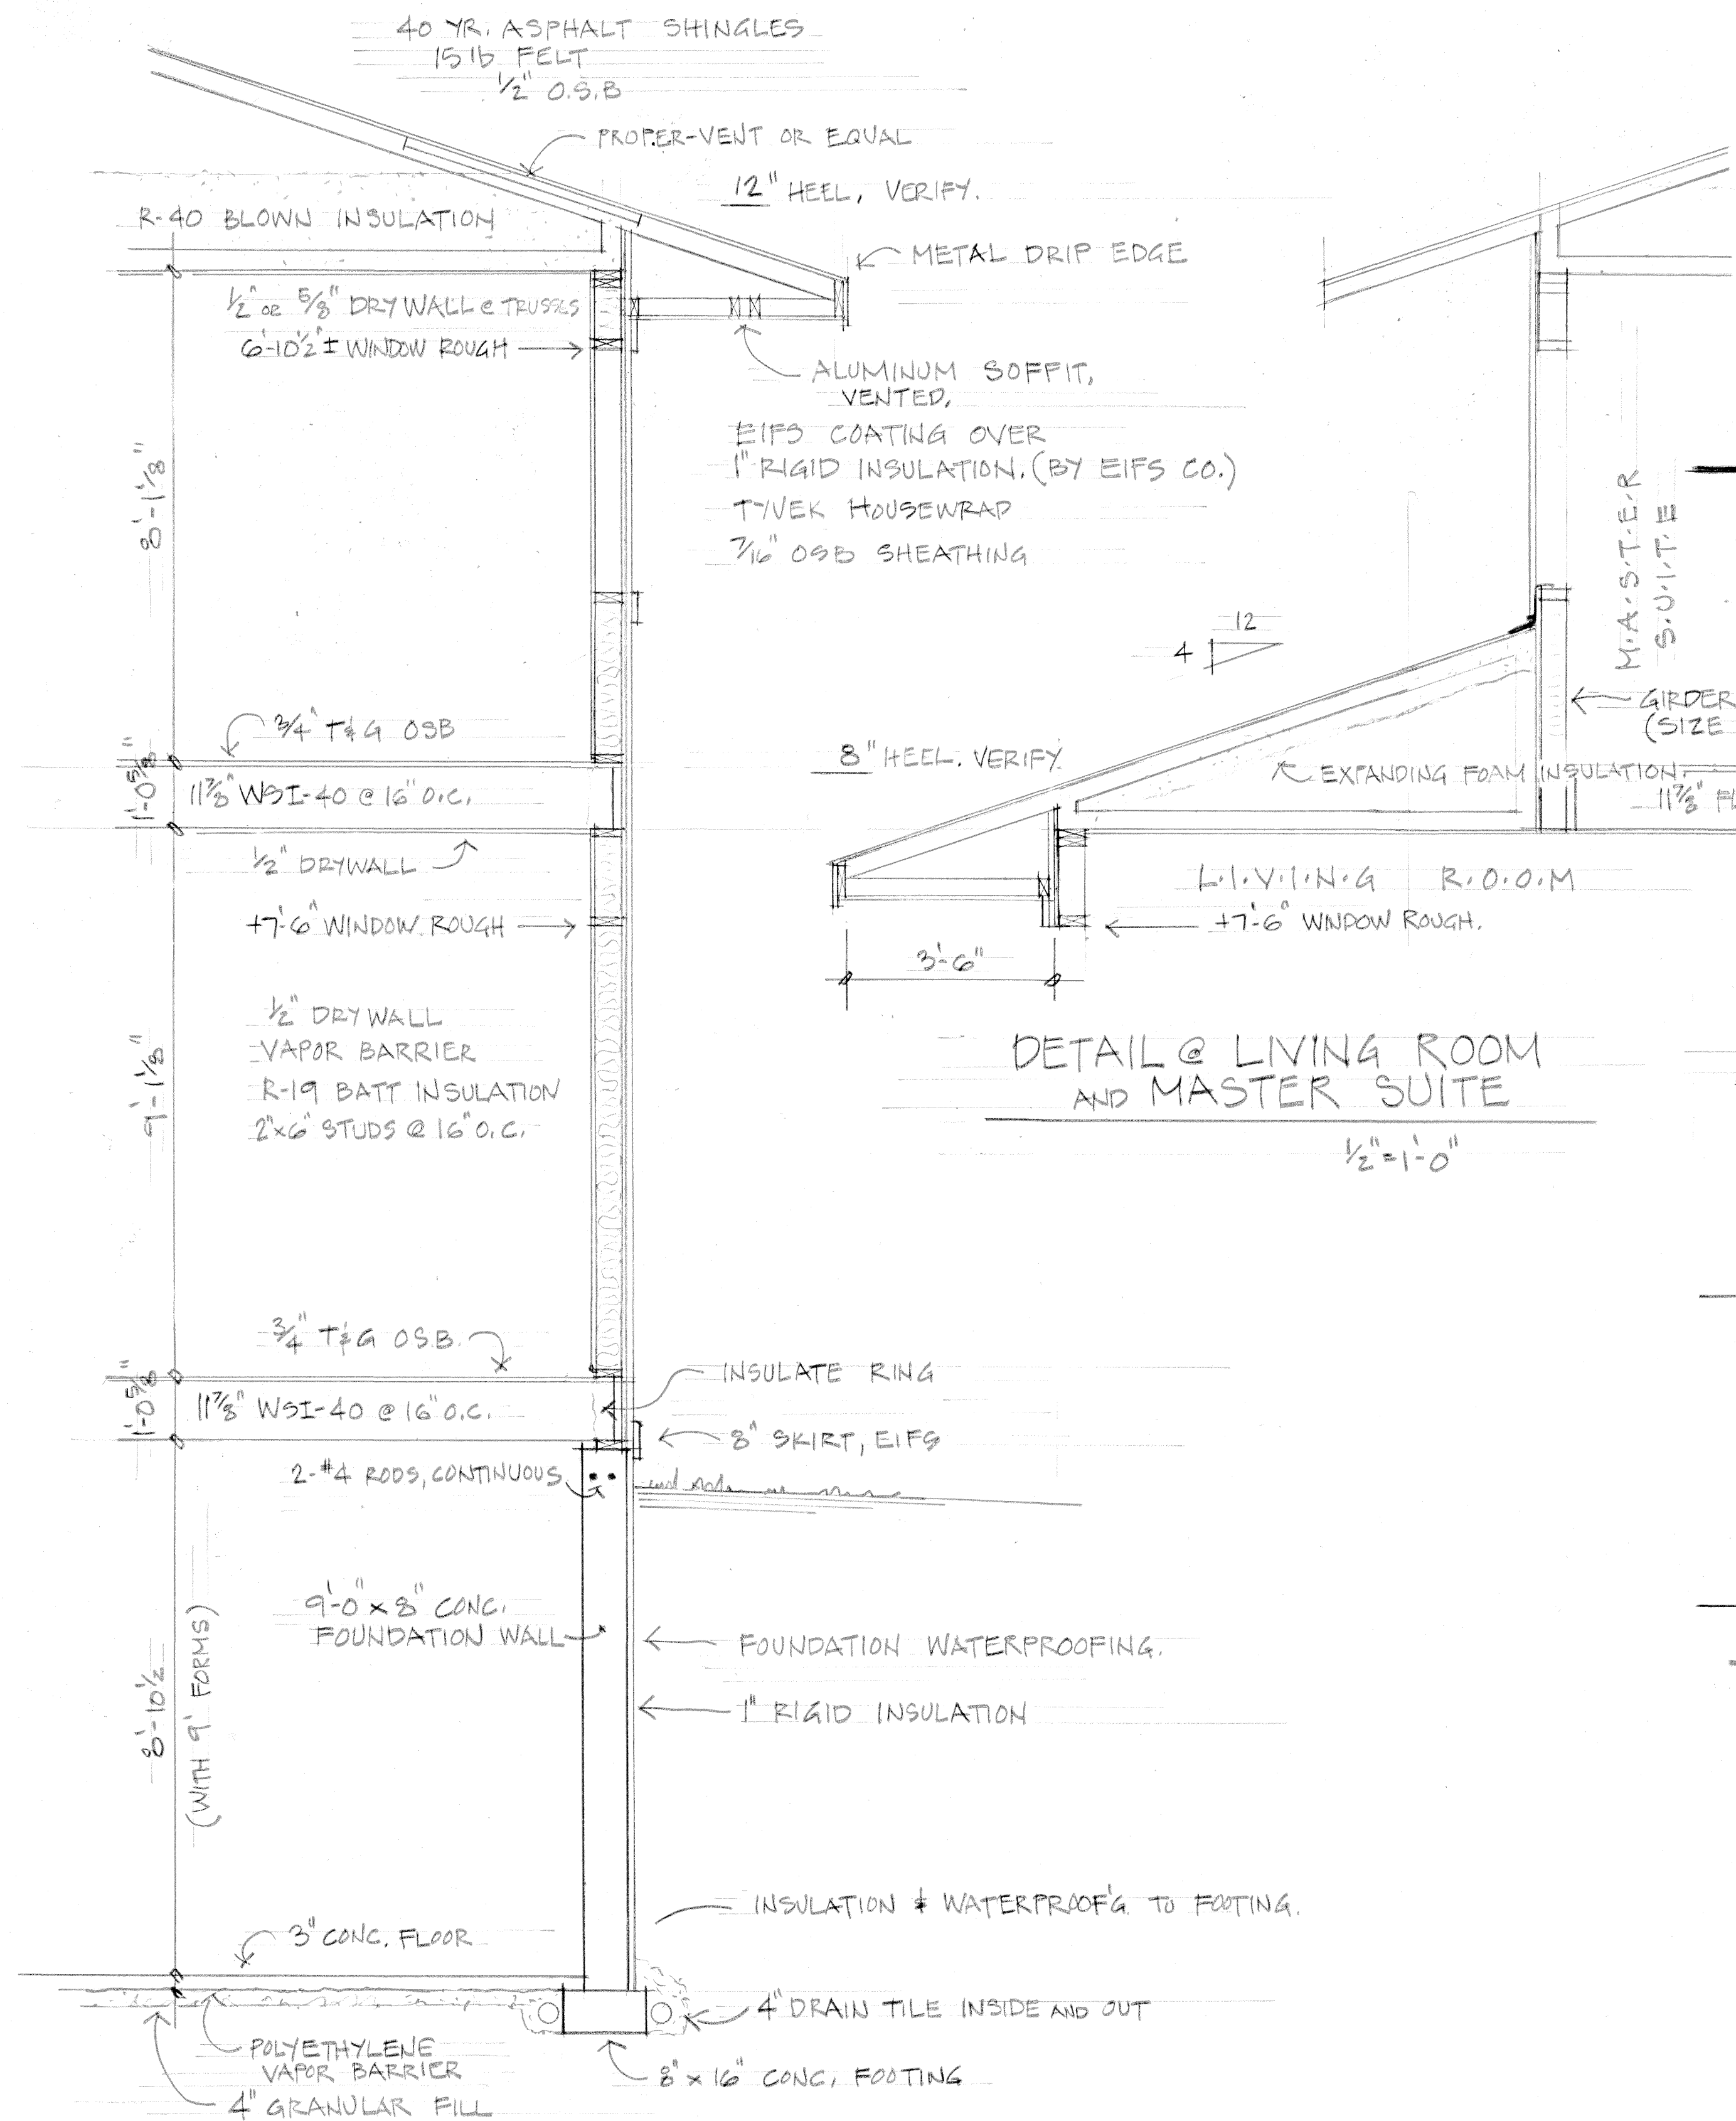 40 YR. ASPHALT SHINGLES
15 lb FELT
1/2" O.S.B
PROPER-VENT OR EQUAL
12" HEEL, VERIFY.
R-40 BLOWN INSULATION
METAL DRIP EDGE
1/2" OR 5/8" DRYWALL @ TRUSSES
6'-10 1/2" ± WINDOW ROUGH
ALUMINUM SOFFIT,
VENTED,
EIFS COATING OVER
1" RIGID INSULATION. (BY EIFS CO.)
TYVEK HOUSEWRAP
7/16" OSB SHEATHING
8'-1 1/8"
M.A.S.T.E.R
S.U.I.T.E
12
4
GIRDER
(SIZE
3/4" T&G OSB
8" HEEL. VERIFY.
EXPANDING FOAM INSULATION.
11 7/8"
1'-0 5/8"
11 7/8" WSI-40 @ 16" O.C.
1/2" DRYWALL
L.I.V.I.N.G R.O.O.M
+7'-6" WINDOW ROUGH
+7'-6" WINDOW ROUGH.
3'-6"
1/2" DRYWALL
VAPOR BARRIER
R-19 BATT INSULATION
2"x6" STUDS @ 16" O.C.
9'-1 1/8"
DETAIL @ LIVING ROOM
AND MASTER SUITE
1/2"=1'-0"
3/4" T&G O.S.B.
INSULATE RING
1'-0 5/8"
11 7/8" WSI-40 @ 16" O.C.
8" SKIRT, EIFS
2-#4 RODS, CONTINUOUS
9'-0" x 8" CONC.
FOUNDATION WALL
FOUNDATION WATERPROOFING.
1" RIGID INSULATION
8'-10 1/2
(WITH 9' FORMS)
INSULATION & WATERPROOF'G. TO FOOTING.
3" CONC. FLOOR
4" DRAIN TILE INSIDE AND OUT
POLYETHYLENE
VAPOR BARRIER
8" x 16" CONC. FOOTING
4" GRANULAR FILL